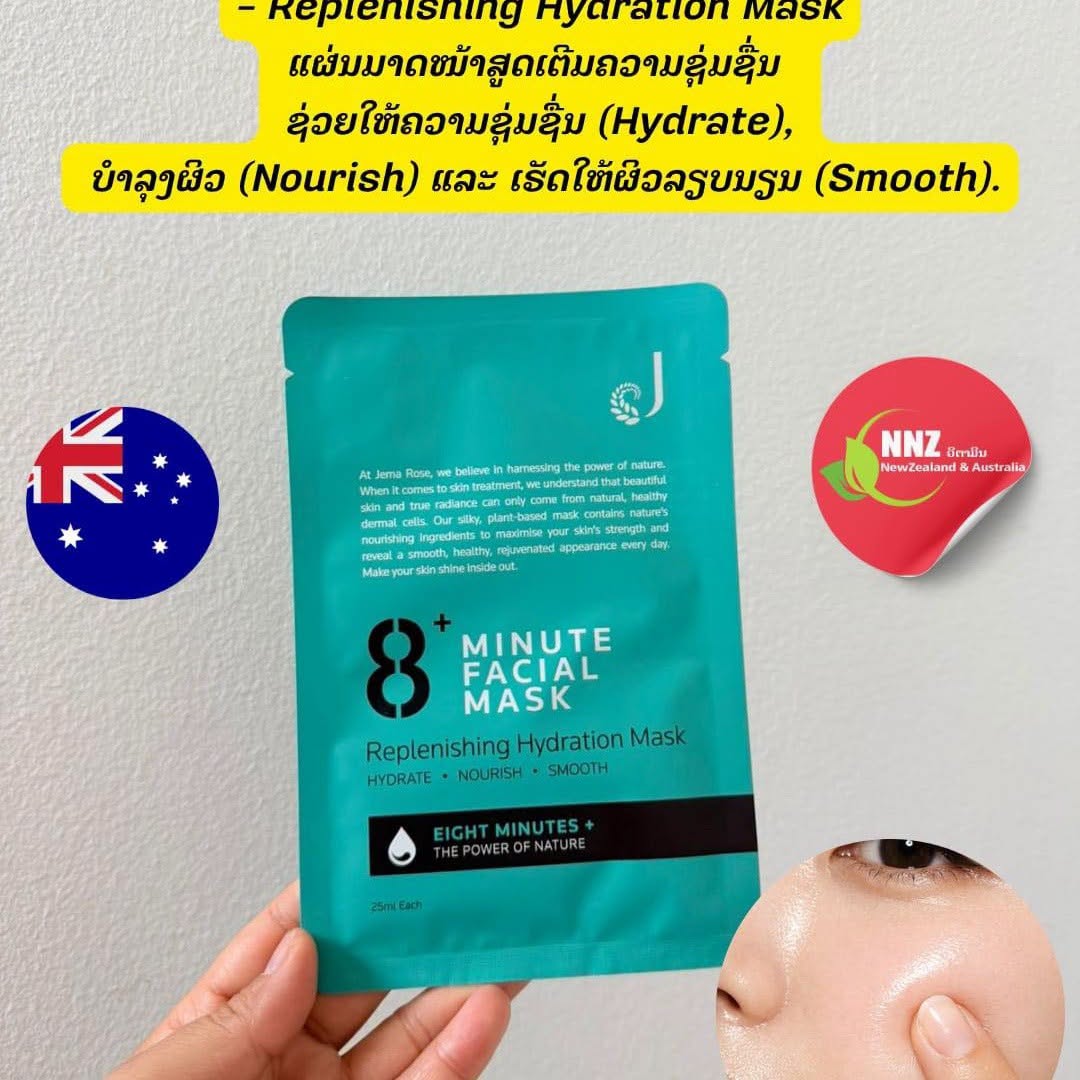 - Replenishing Hydration Mask
ແຜ່ນມາດໜ້າສູດເຕີມຄວາມຊຸ່ມຊື່ນ
ຊ່ວຍໃຫ້ຄວາມຊຸ່ມຊື່ນ (Hydrate),
ບໍາລຸງຜິວ (Nourish) ແລະ ເຮັດໃຫ້ຜິວລຽບນຽນ (Smooth).
J
NNZ ວິຕາມິນ
NewZealand & Australia
At Jema Rose, we believe in harnessing the power of nature.
When it comes to skin treatment, we understand that beautiful
skin and true radiance can only come from natural, healthy
dermal cells. Our silky, plant-based mask contains nature's
nourishing ingredients to maximise your skin's strength and
reveal a smooth, healthy, rejuvenated appearance every day.
Make your skin shine inside out.
8+ MINUTE
FACIAL
MASK
Replenishing Hydration Mask
HYDRATE • NOURISH • SMOOTH
EIGHT MINUTES +
THE POWER OF NATURE
25ml Each